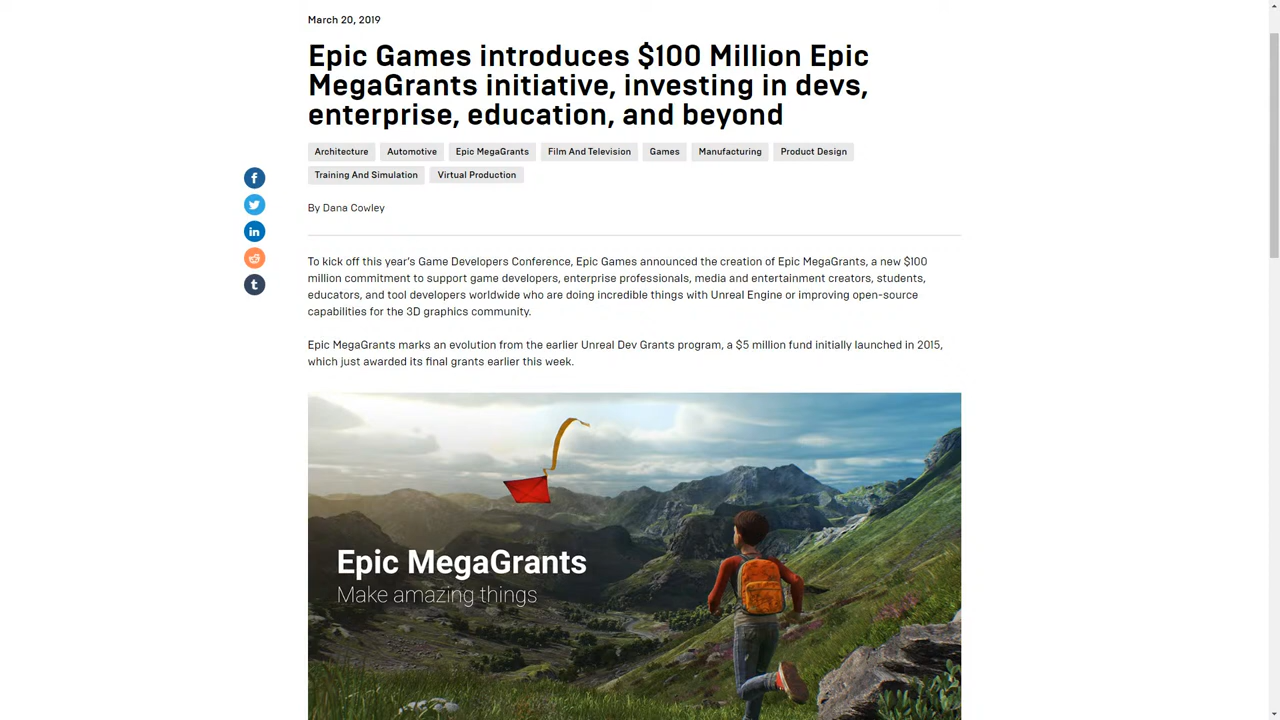 March 20, 2019
Epic Games introduces $100 Million Epic
MegaGrants initiative, investing in devs,
enterprise, education, and beyond
Architecture Automotive Epic MegaGrants Film And Television Games Manufacturing Product Design
Training And Simulation Virtual Production
By Dana Cowley
To kick off this year's Game Developers Conference, Epic Games announced the creation of Epic MegaGrants, a new $100
million commitment to support game developers, enterprise professionals, media and entertainment creators, students,
educators, and tool developers worldwide who are doing incredible things with Unreal Engine or improving open-source
capabilities for the 3D graphics community.
Epic MegaGrants marks an evolution from the earlier Unreal Dev Grants program, a $5 million fund initially launched in 2015,
which just awarded its final grants earlier this week.
Epic MegaGrants
Make amazing things